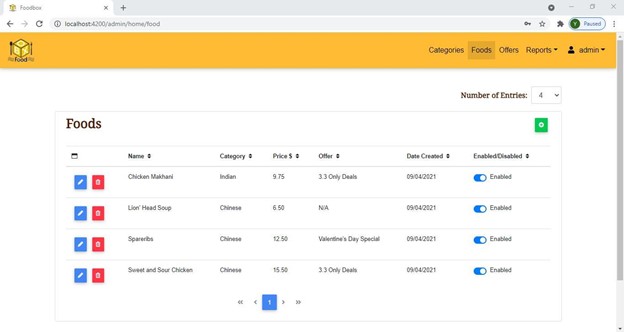 Foodbox
localhost:4200/admin/home/food
Y Paused
food
Categories Foods Offers Reports admin
Number of Entries: 4
Foods
Name Category Price $ Offer Date Created Enabled/Disabled
Chicken Makhani Indian 9.75 3.3 Only Deals 09/04/2021 Enabled
Lion' Head Soup Chinese 6.50 N/A 09/04/2021 Enabled
Spareribs Chinese 12.50 Valentine's Day Special 09/04/2021 Enabled
Sweet and Sour Chicken Chinese 15.50 3.3 Only Deals 09/04/2021 Enabled
« ‹ 1 › »